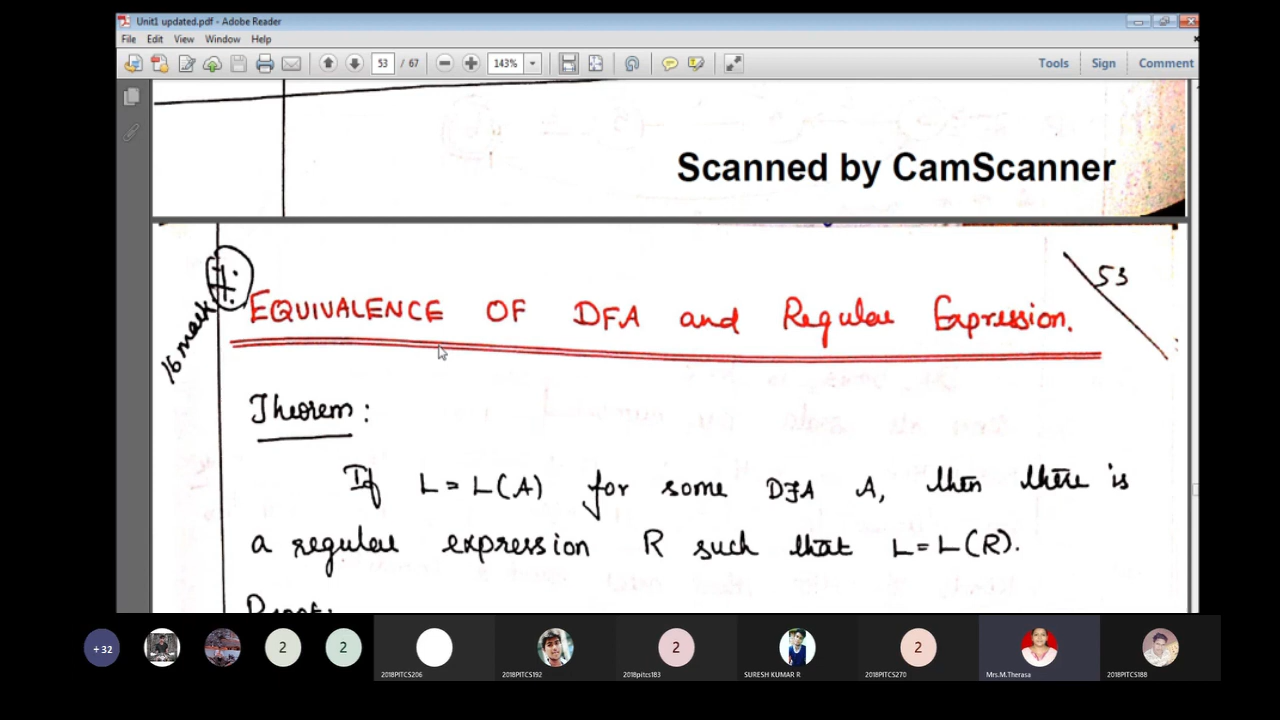 Unit1 updated.pdf - Adobe Reader
File Edit View Window Help
53 / 67 143% Tools Sign Comment
Scanned by CamScanner
7.
16 mark
53
EQUIVALENCE OF DFA and Regular Expression.
Theorem:
If L = L(A) for some DFA A, then there is
a regular expression R such that L = L(R).
Proof:
+32
2
2
2018PITCS206
2018PITCS192
2
2018pitcs183
SURESH KUMAR R
2
2018PITCS270
Mrs.M.Therasa
2018PITCS188